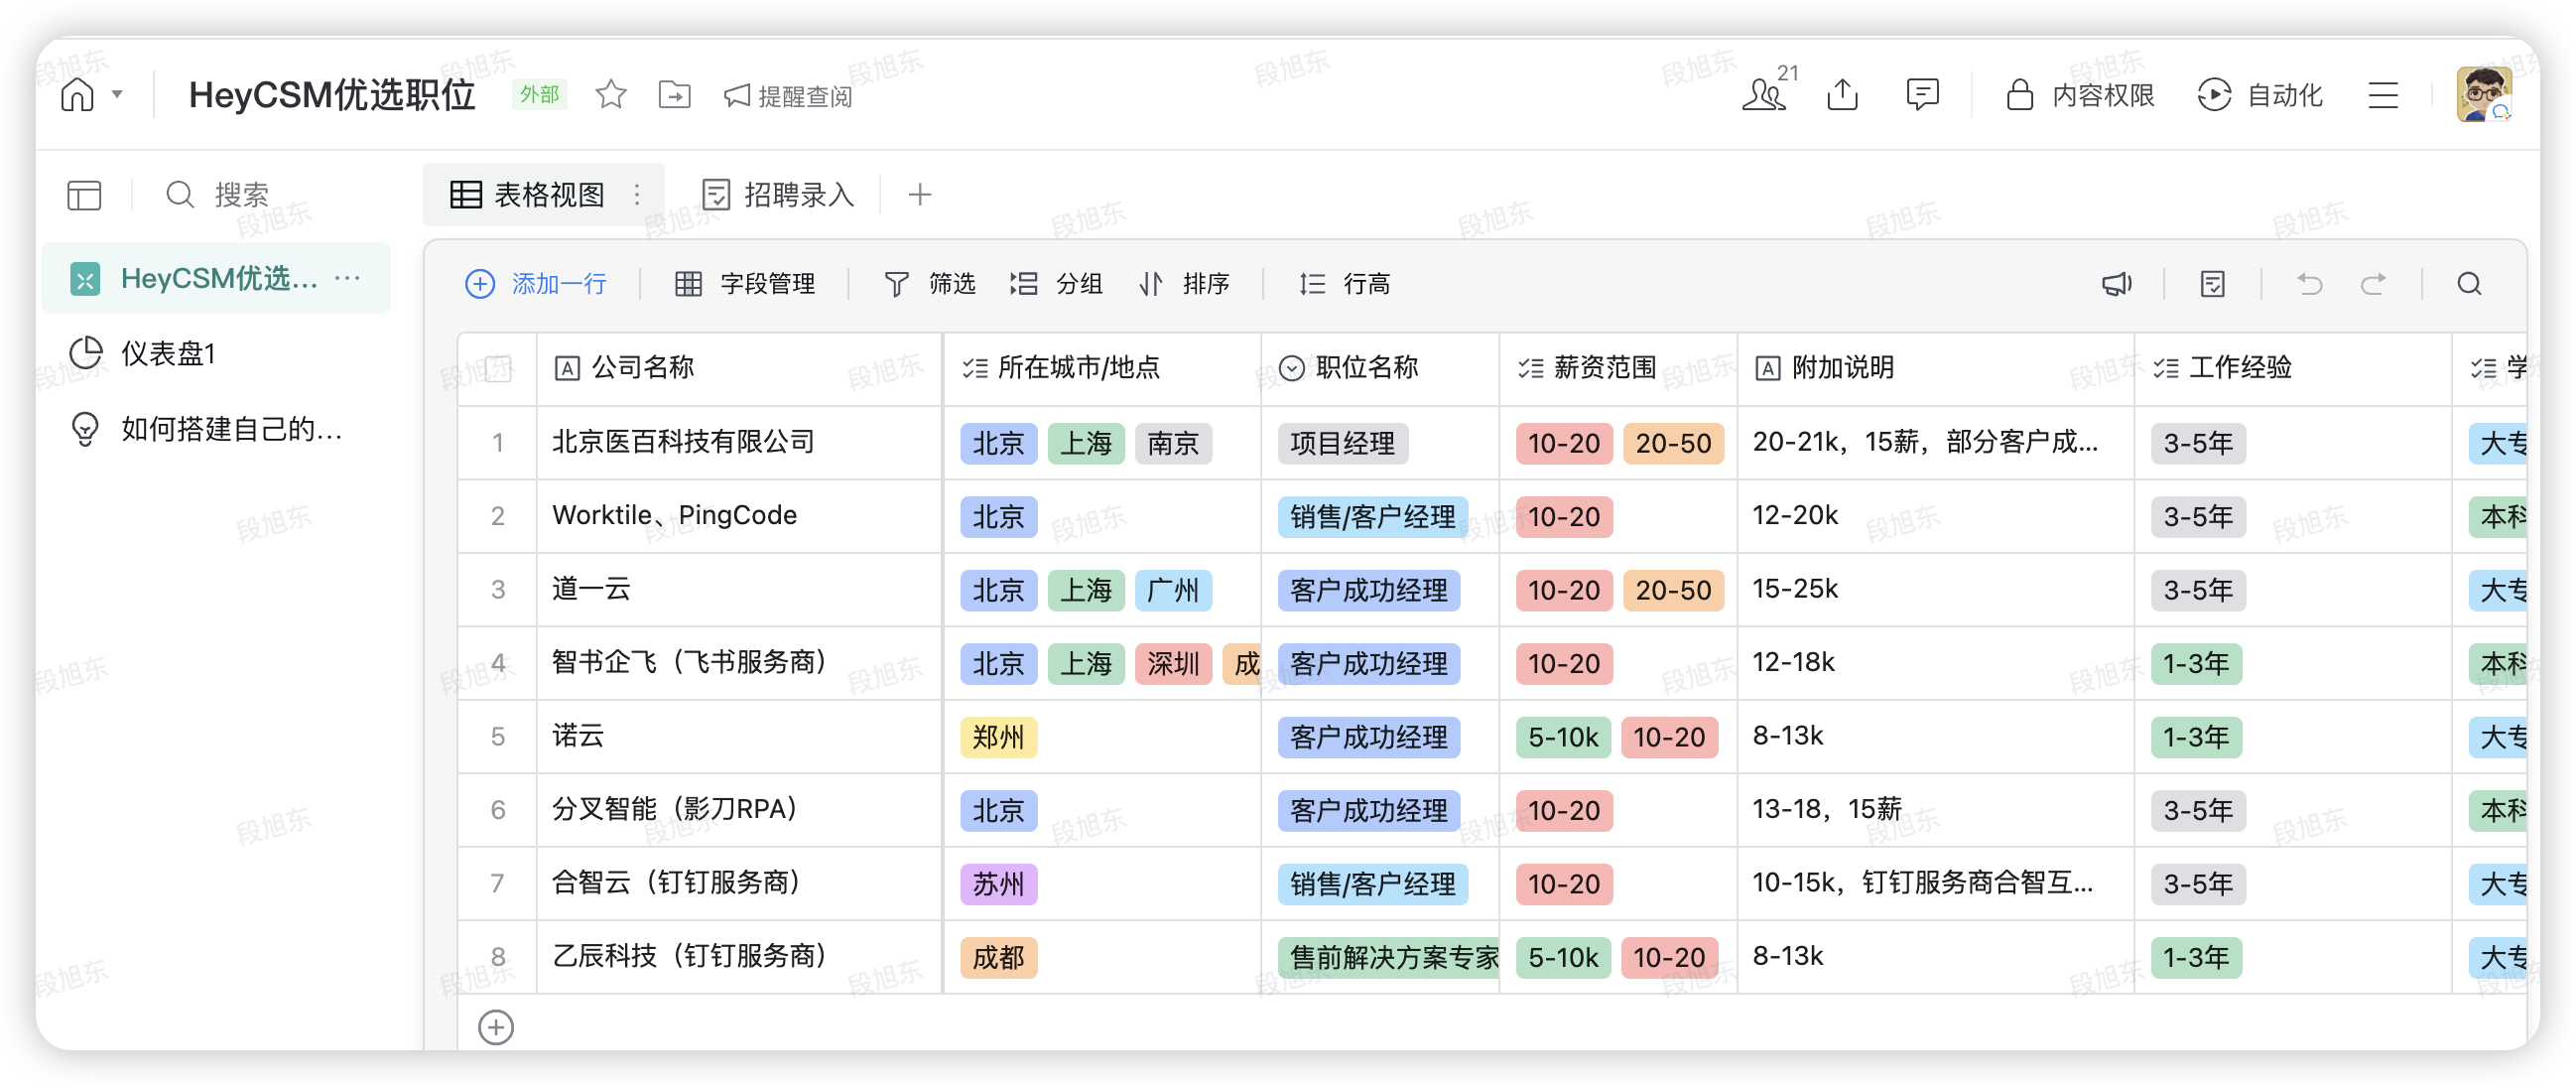 HeyCSM优选职位 外部 提醒查阅 21 内容权限 自动化
搜索 表格视图 招聘录入
HeyCSM优选...
仪表盘1
如何搭建自己的...
添加一行 字段管理 筛选 分组 排序 行高
公司名称 所在城市/地点 职位名称 薪资范围 附加说明 工作经验 学
1 北京医百科技有限公司 北京 上海 南京 项目经理 10-20 20-50 20-21k，15薪，部分客户成... 3-5年 大专
2 Worktile、PingCode 北京 销售/客户经理 10-20 12-20k 3-5年 本科
3 道一云 北京 上海 广州 客户成功经理 10-20 20-50 15-25k 3-5年 大专
4 智书企飞（飞书服务商） 北京 上海 深圳 成 客户成功经理 10-20 12-18k 1-3年 本科
5 诺云 郑州 客户成功经理 5-10k 10-20 8-13k 1-3年 大专
6 分叉智能（影刀RPA） 北京 客户成功经理 10-20 13-18，15薪 3-5年 本科
7 合智云（钉钉服务商） 苏州 销售/客户经理 10-20 10-15k，钉钉服务商合智互... 3-5年 大专
8 乙辰科技（钉钉服务商） 成都 售前解决方案专家 5-10k 10-20 8-13k 1-3年 大专
段旭东